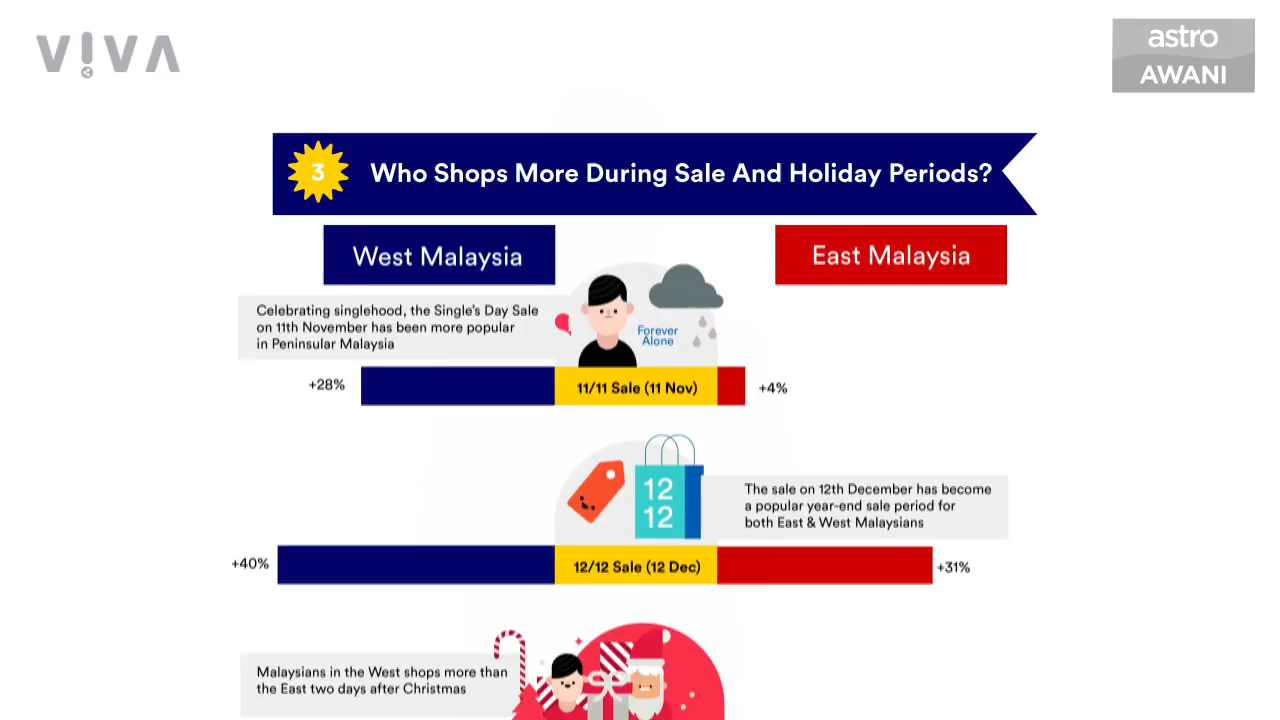 V!VA
astro
AWANI
3
Who Shops More During Sale And Holiday Periods?
West Malaysia
East Malaysia
Celebrating singlehood, the Single's Day Sale
on 11th November has been more popular
in Peninsular Malaysia
Forever
Alone
+28%
11/11 Sale (11 Nov)
+4%
12
12
The sale on 12th December has become
a popular year-end sale period for
both East & West Malaysians
+40%
12/12 Sale (12 Dec)
+31%
Malaysians in the West shops more than
the East two days after Christmas